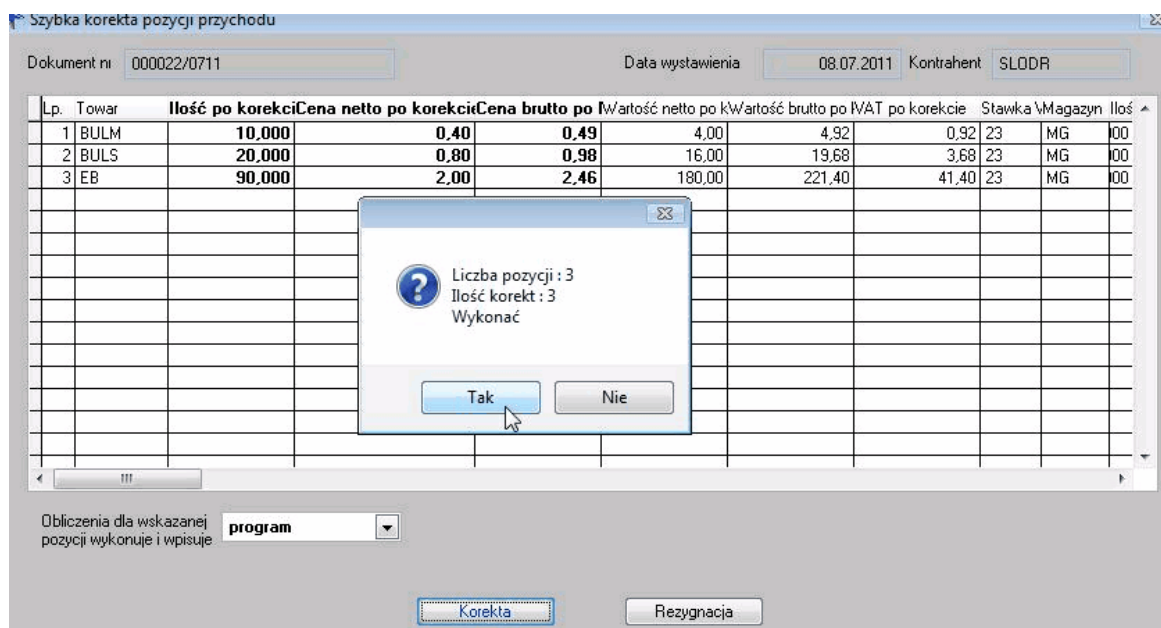 Szybka korekta pozycji przychodu
Dokument nr 000022/0711 Data wystawienia 08.07.2011 Kontrahent SLODR
Lp. Towar Ilość po korekci Cena netto po korekci Cena brutto po Wartość netto po k Wartość brutto po VAT po korekcie Stawka Magazyn Iloś
1 BULM 10,000 0,40 0,49 4,00 4,92 0,92 23 MG 00
2 BULS 20,000 0,80 0,98 16,00 19,68 3,68 23 MG 00
3 EB 90,000 2,00 2,46 180,00 221,40 41,40 23 MG 00
Liczba pozycji : 3
Ilość korekt : 3
Wykonać
Tak Nie
Obliczenia dla wskazanej
pozycji wykonuje i wpisuje program
Korekta Rezygnacja